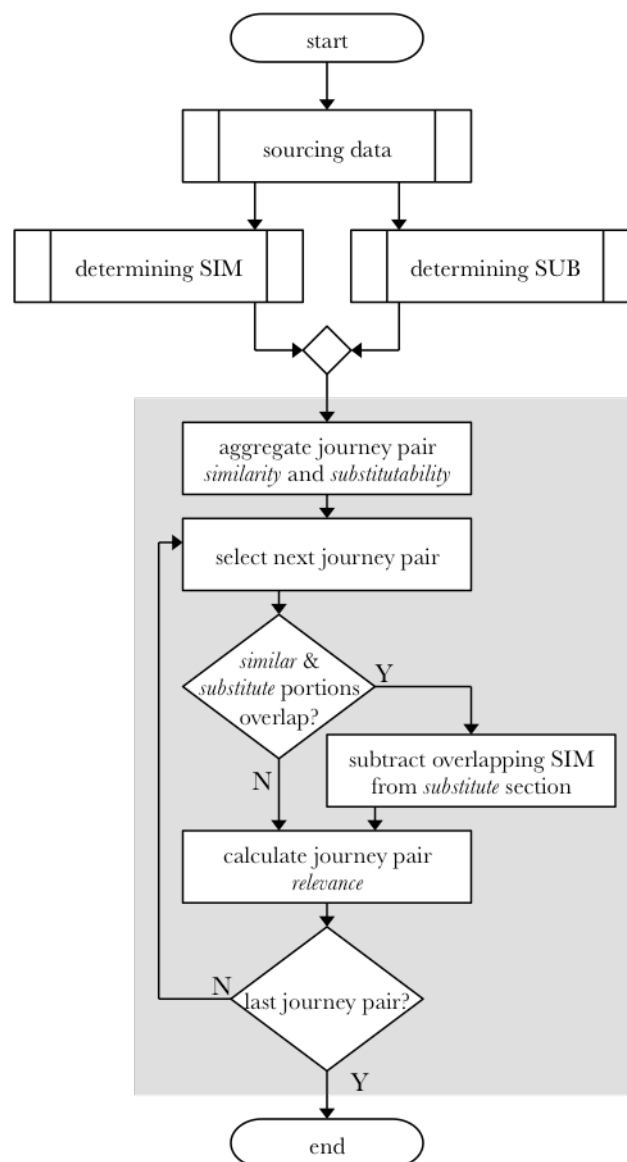 start
sourcing data
determining SIM
determining SUB
aggregate journey pair
similarity and substitutability
select next journey pair
similar &
substitute portions
overlap?
Y
N
subtract overlapping SIM
from substitute section
calculate journey pair
relevance
N
last journey pair?
Y
end